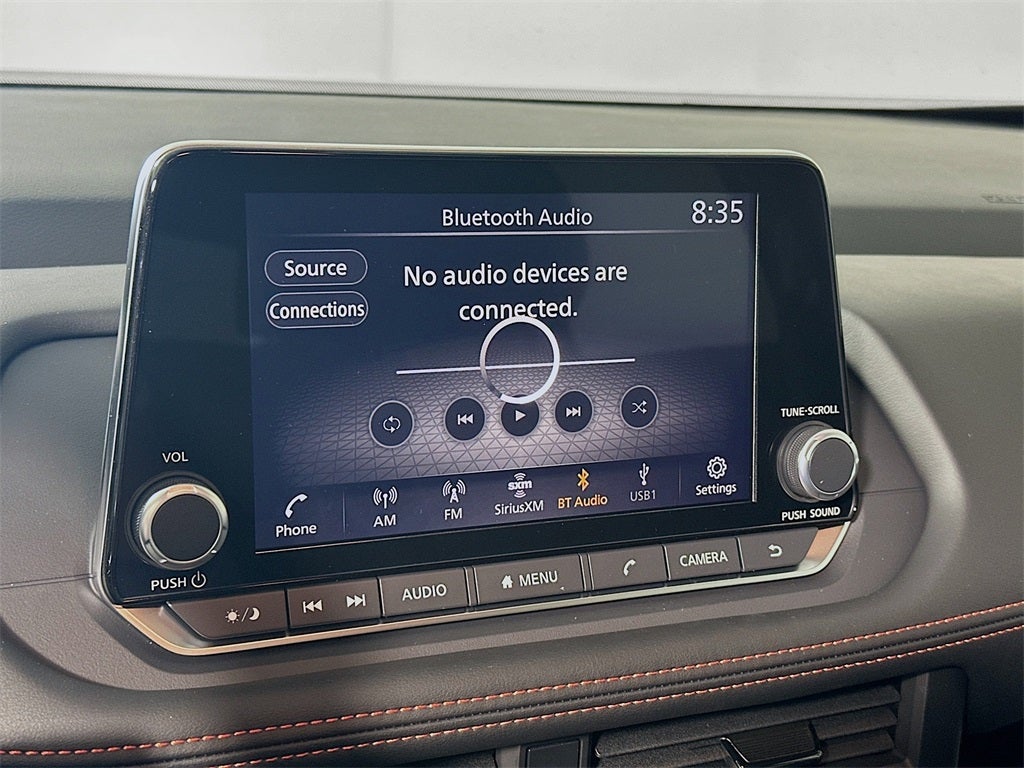 Bluetooth Audio
8:35
Source
No audio devices are
connected.
Connections
TUNE·SCROLL
VOL
Phone
AM
FM
sxm
SiriusXM
BT Audio
USB1
Settings
PUSH SOUND
PUSH
AUDIO
MENU
CAMERA